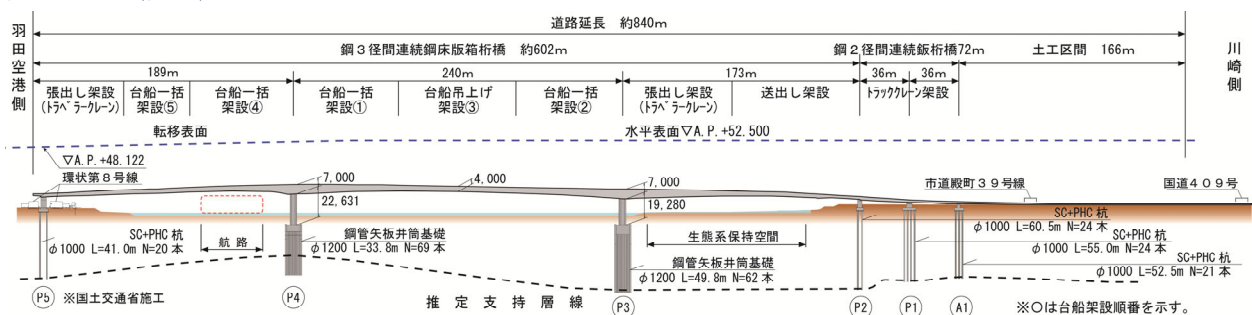 道路延長 約840m
羽田空港側
川崎側
鋼3径間連続鋼床版箱桁橋 約602m
鋼2径間連続鈑桁橋72m
土工区間 166m
189m
240m
173m
36m
36m
張出し架設
(トラベラークレーン)
台船一括
架設⑤
台船一括
架設④
台船一括
架設①
台船吊上げ
架設③
台船一括
架設②
張出し架設
(トラベラークレーン)
送出し架設
トラッククレーン架設
転移表面
水平表面▽A.P.+52.500
▽A.P.+48.122
環状第8号線
7,000
4,000
7,000
22,631
19,280
市道殿町39号線
国道409号
SC+PHC杭
φ1000 L=41.0m N=20本
航路
鋼管矢板井筒基礎
φ1200 L=33.8m N=69本
生態系保持空間
鋼管矢板井筒基礎
φ1200 L=49.8m N=62本
SC+PHC杭
φ1000 L=60.5m N=24本
SC+PHC杭
φ1000 L=55.0m N=24本
SC+PHC杭
φ1000 L=52.5m N=21本
P5
※国土交通省施工
P4
推定支持層線
P3
P2
P1
A1
※○は台船架設順番を示す。